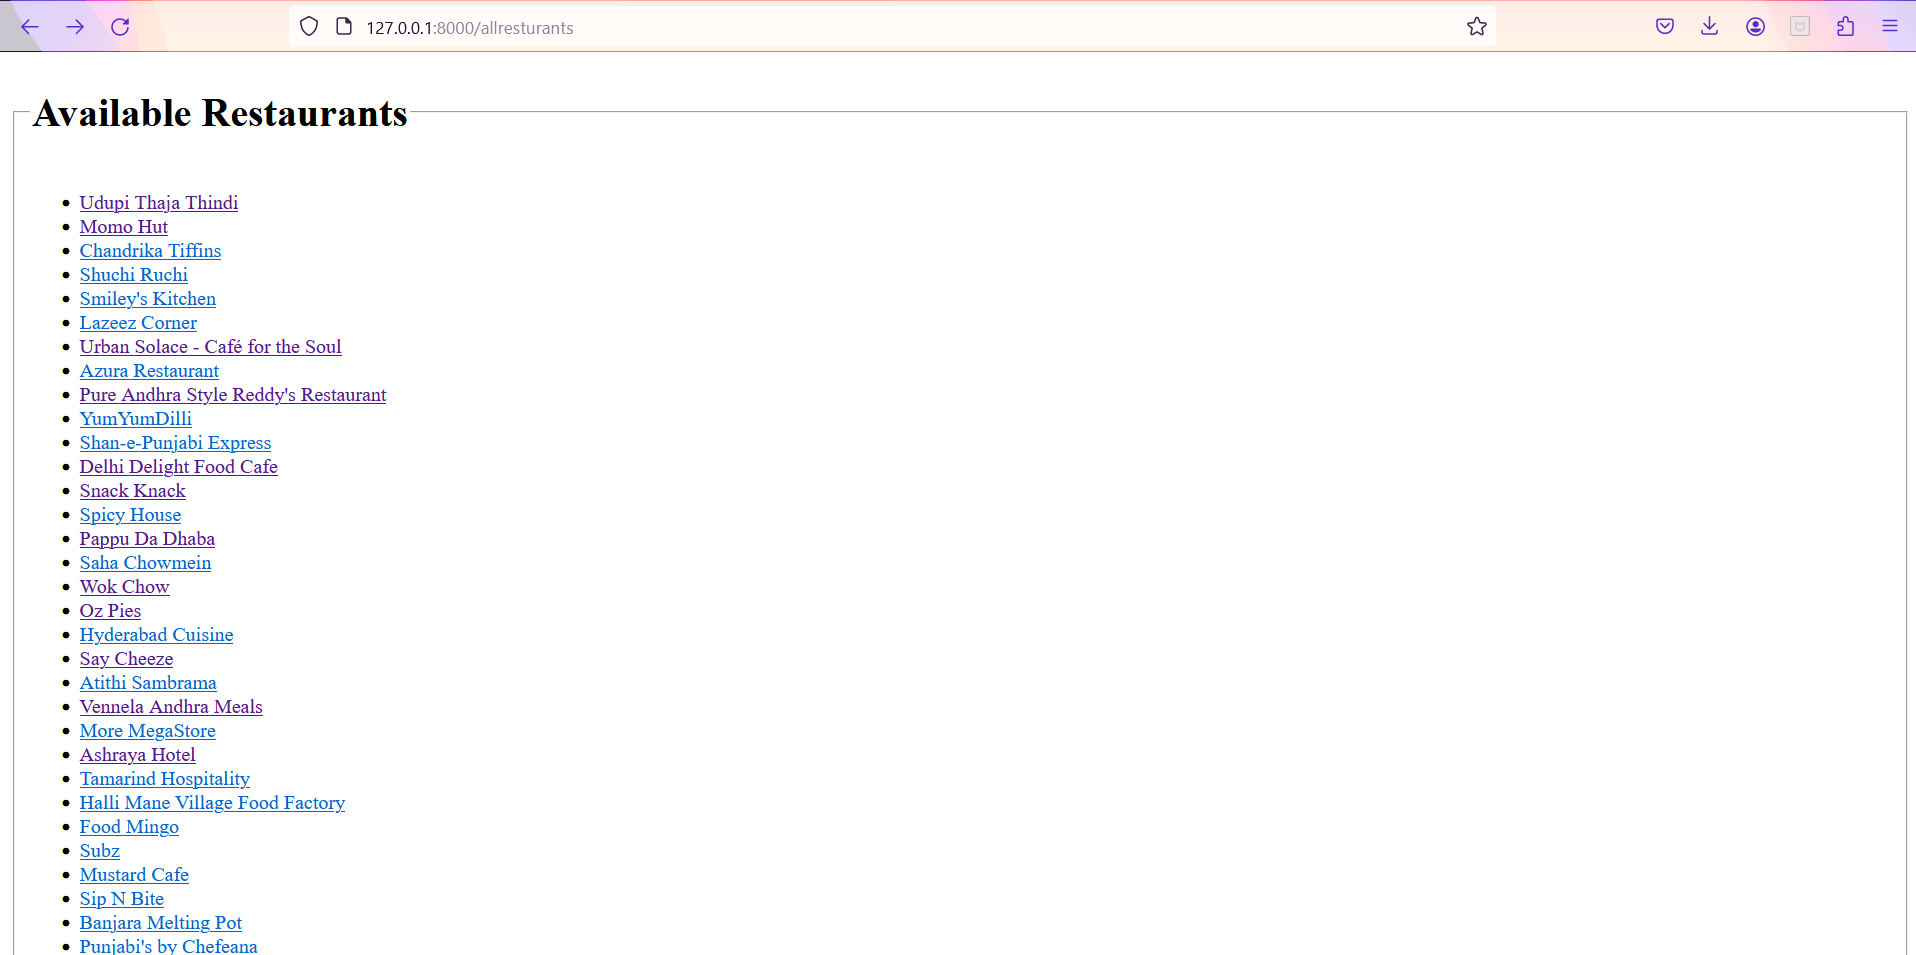 127.0.0.1:8000/allresturants
Available Restaurants
Udupi Thaja Thindi
Momo Hut
Chandrika Tiffins
Shuchi Ruchi
Smiley's Kitchen
Lazeez Corner
Urban Solace - Café for the Soul
Azura Restaurant
Pure Andhra Style Reddy's Restaurant
YumYumDilli
Shan-e-Punjabi Express
Delhi Delight Food Cafe
Snack Knack
Spicy House
Pappu Da Dhaba
Saha Chowmein
Wok Chow
Oz Pies
Hyderabad Cuisine
Say Cheeze
Atithi Sambrama
Vennela Andhra Meals
More MegaStore
Ashraya Hotel
Tamarind Hospitality
Halli Mane Village Food Factory
Food Mingo
Subz
Mustard Cafe
Sip N Bite
Banjara Melting Pot
Punjabi's by Chefeana